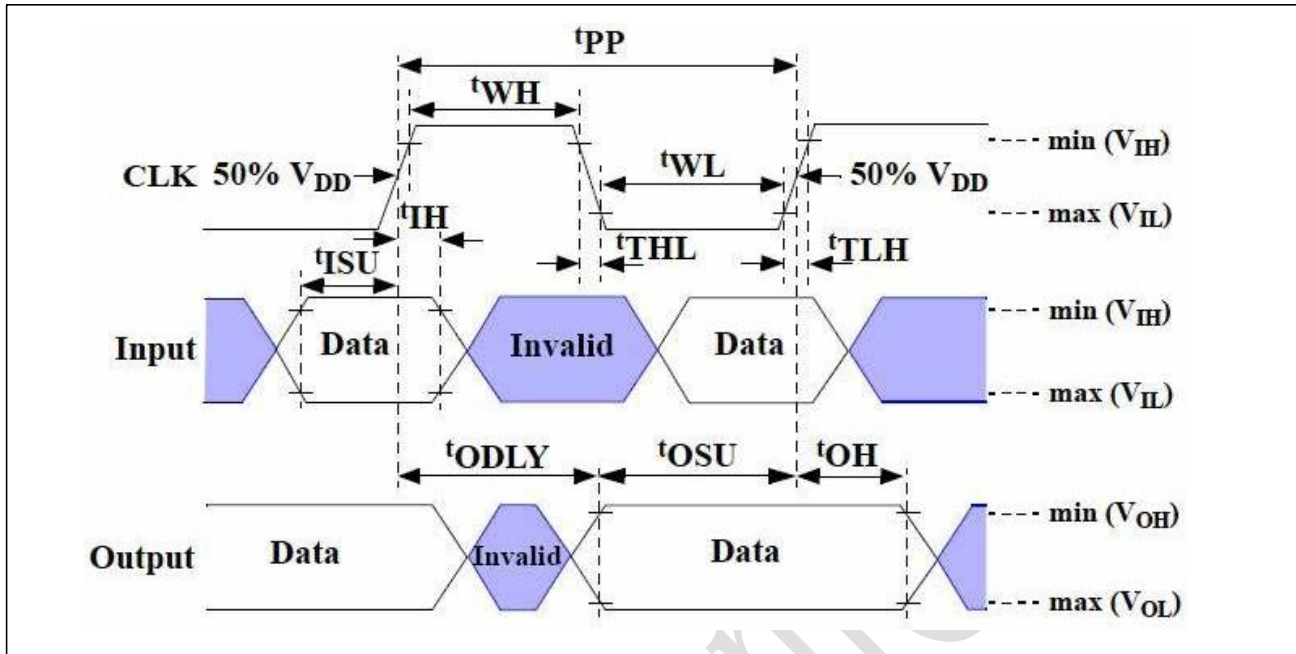 tPP
tWH
min (VIH)
CLK 50% VDD
tWL
50% VDD
tIH
max (VIL)
tISU
tTHL
tTLH
min (VIH)
Input
Data
Invalid
Data
max (VIL)
tODLY
tOSU
tOH
min (VOH)
Output
Data
Invalid
Data
max (VOL)